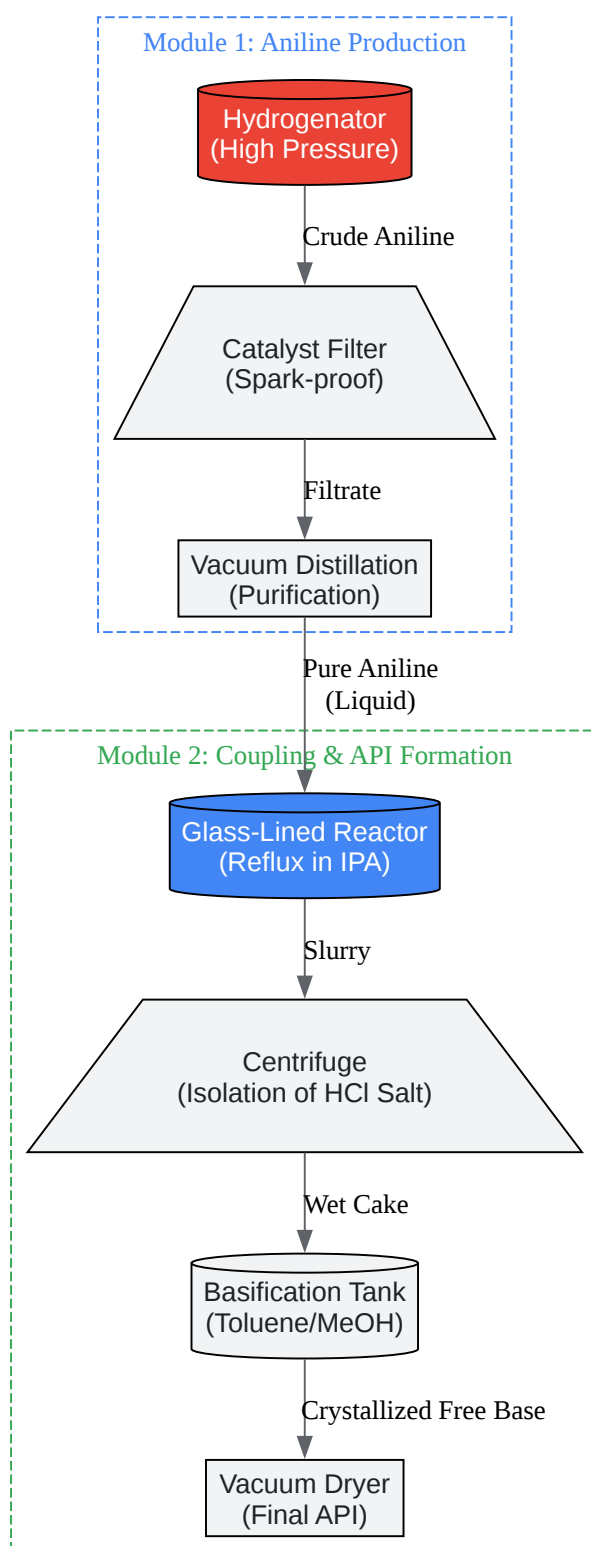 Module 1: Aniline Production
Hydrogenator
(High Pressure)
Crude Aniline
Catalyst Filter
(Spark-proof)
Filtrate
Vacuum Distillation
(Purification)
Pure Aniline
(Liquid)
Module 2: Coupling & API Formation
Glass-Lined Reactor
(Reflux in IPA)
Slurry
Centrifuge
(Isolation of HCl Salt)
Wet Cake
Basification Tank
(Toluene/MeOH)
Crystallized Free Base
Vacuum Dryer
(Final API)